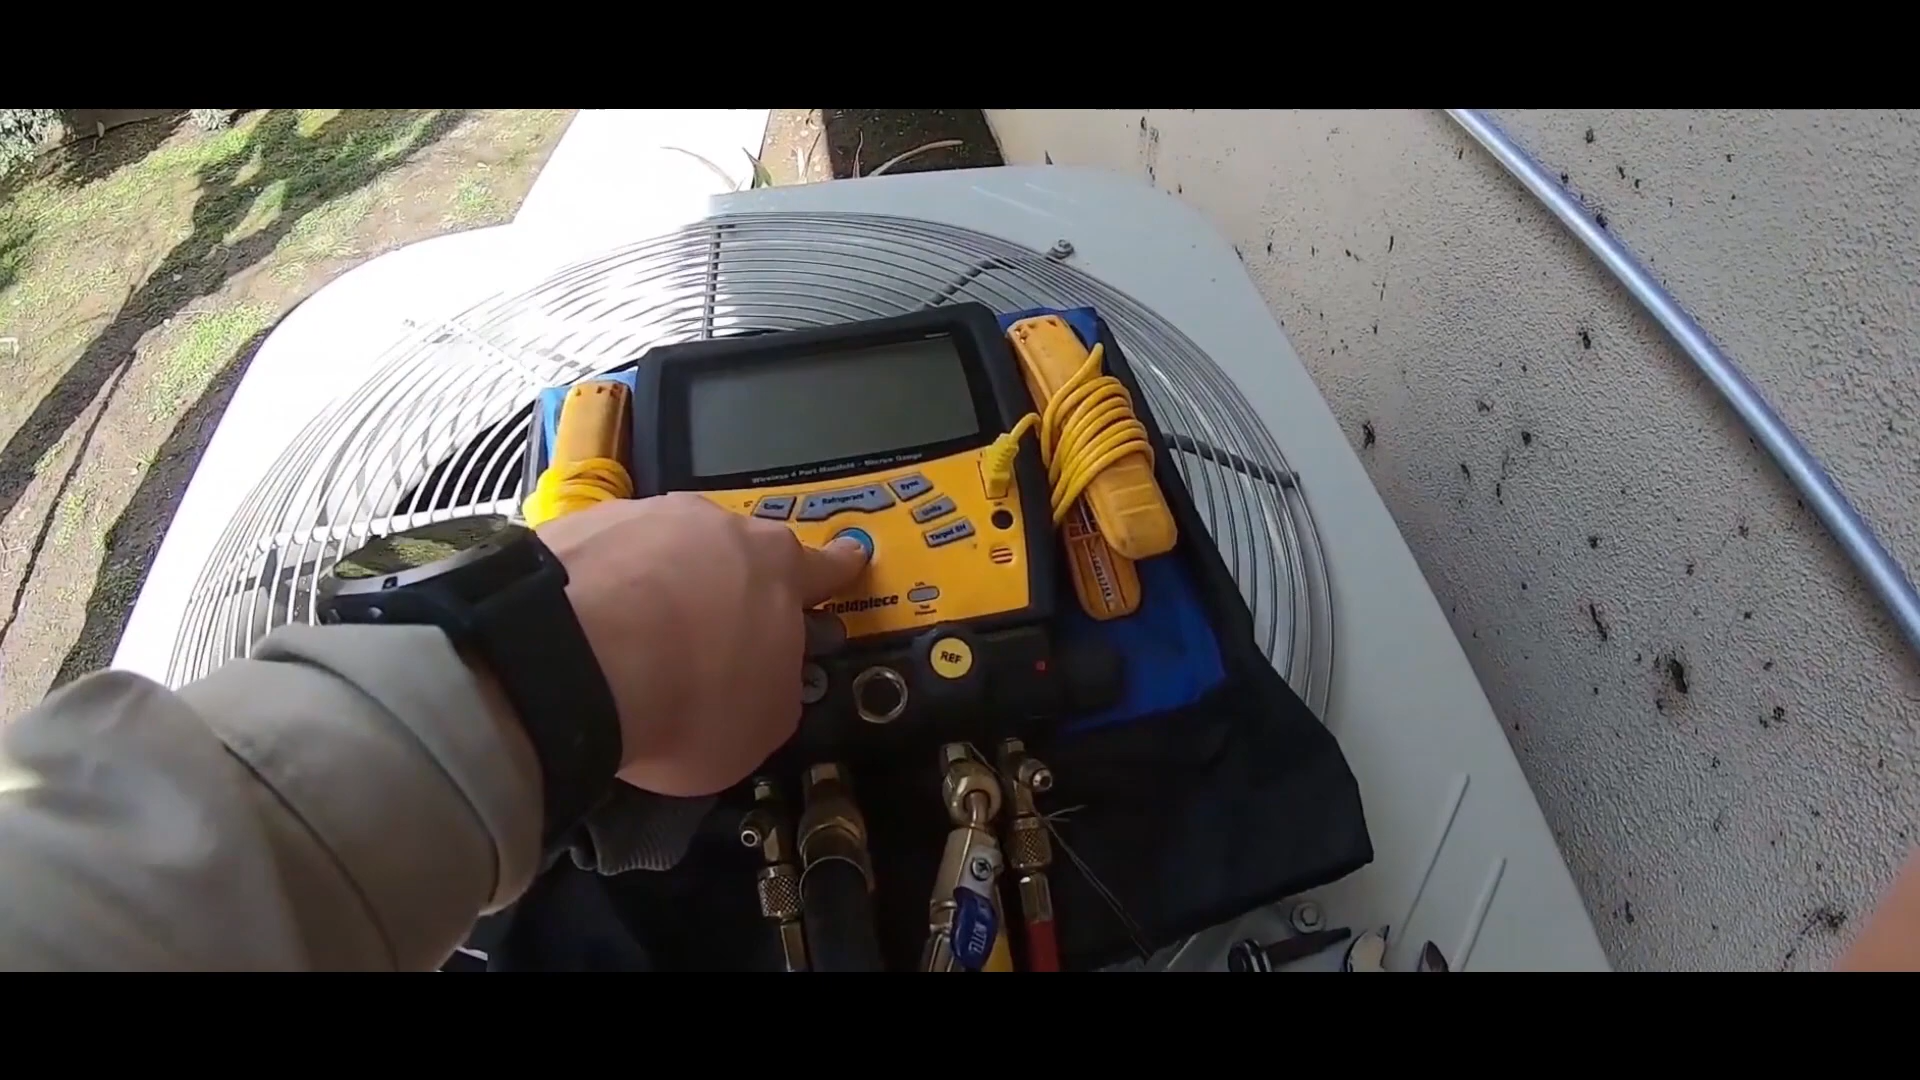 Wireless 4 Port Manifold - Micron Gauge
Enter
Refrigerant
Sync
Units
Target SH
Fieldpiece
REF